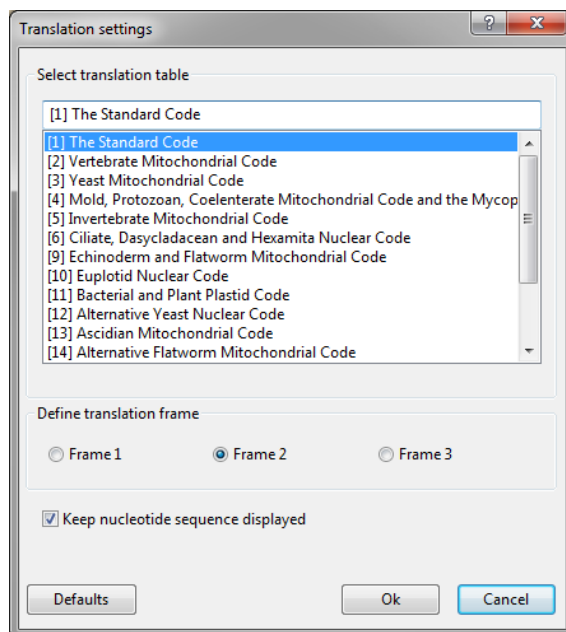 Translation settings
Select translation table
[1] The Standard Code
[1] The Standard Code
[2] Vertebrate Mitochondrial Code
[3] Yeast Mitochondrial Code
[4] Mold, Protozoan, Coelenterate Mitochondrial Code and the Mycop
[5] Invertebrate Mitochondrial Code
[6] Ciliate, Dasycladacean and Hexamita Nuclear Code
[9] Echinoderm and Flatworm Mitochondrial Code
[10] Euplotid Nuclear Code
[11] Bacterial and Plant Plastid Code
[12] Alternative Yeast Nuclear Code
[13] Ascidian Mitochondrial Code
[14] Alternative Flatworm Mitochondrial Code
Define translation frame
Frame 1 Frame 2 Frame 3
Keep nucleotide sequence displayed
Defaults Ok Cancel